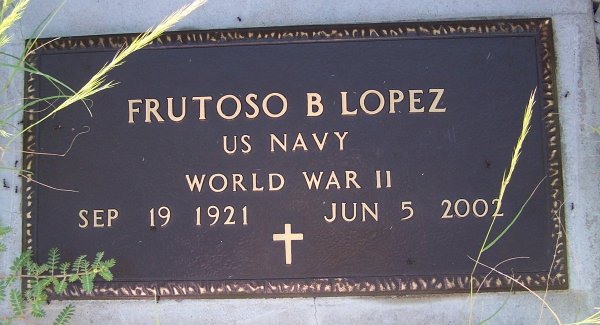 FRUTOSO B LOPEZ
US NAVY
WORLD WAR II
SEP 19 1921 JUN 5 2002